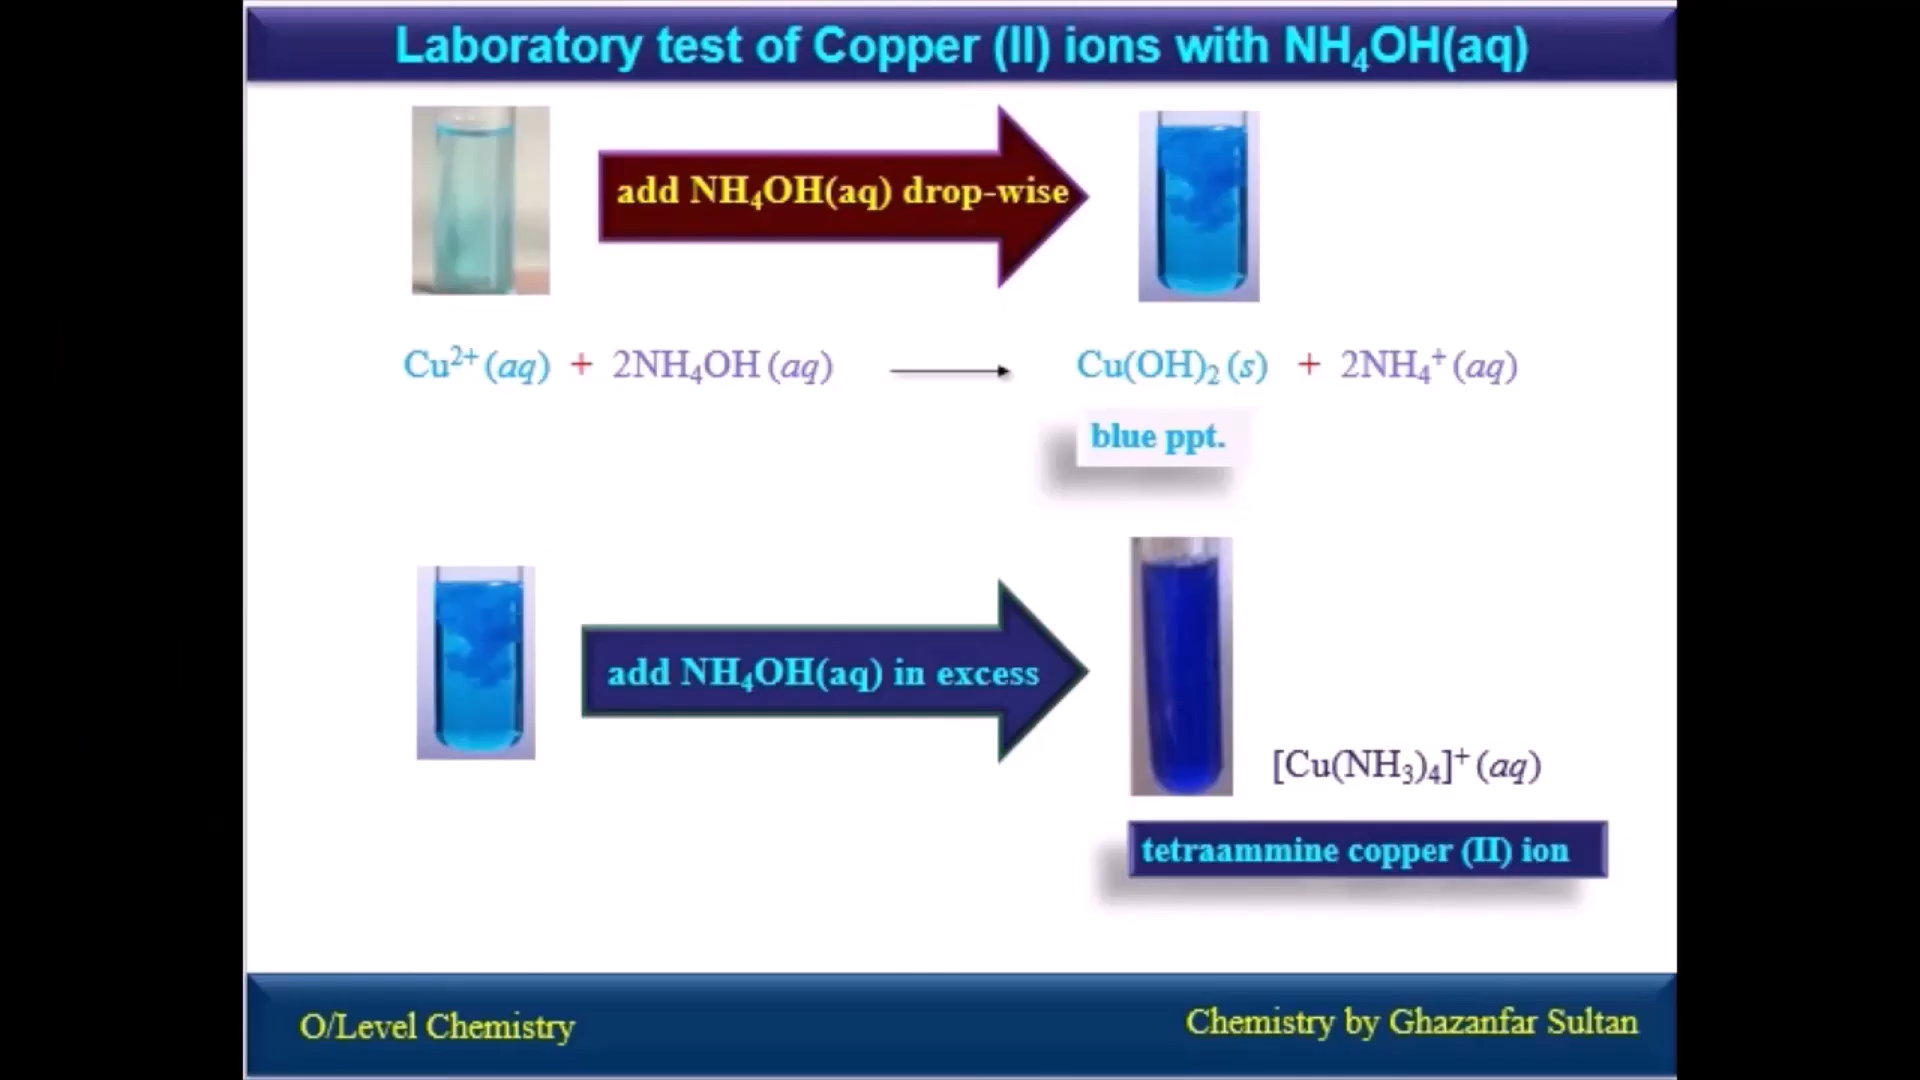 Laboratory test of Copper (II) ions with NH₄OH(aq)
add NH₄OH(aq) drop-wise
Cu²⁺ (aq) + 2NH₄OH (aq) ⟶ Cu(OH)₂ (s) + 2NH₄⁺ (aq)
blue ppt.
add NH₄OH(aq) in excess
[Cu(NH₃)₄]⁺ (aq)
tetraammine copper (II) ion
O/Level Chemistry
Chemistry by Ghazanfar Sultan